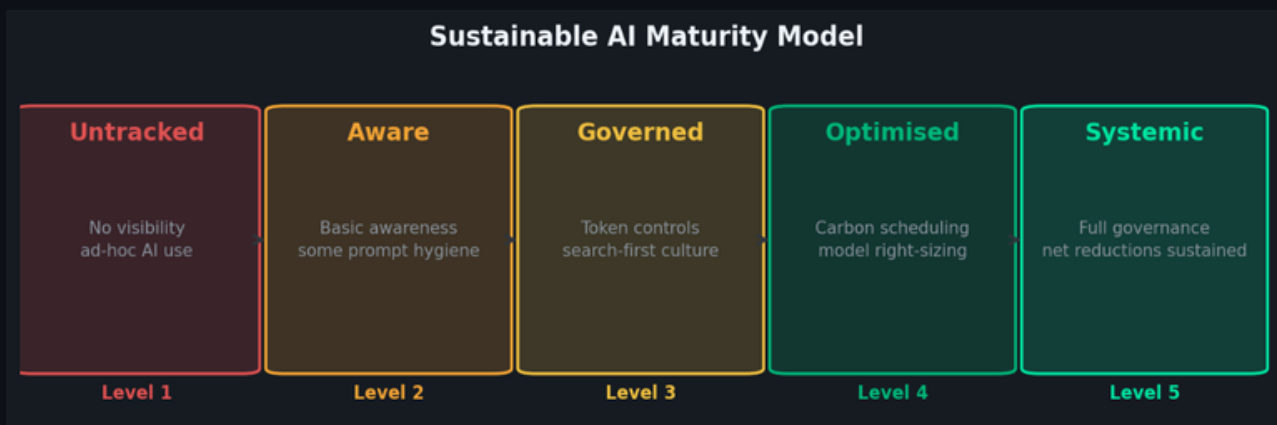 Sustainable AI Maturity Model
Untracked
No visibility
ad-hoc AI use
Level 1
Aware
Basic awareness
some prompt hygiene
Level 2
Governed
Token controls
search-first culture
Level 3
Optimised
Carbon scheduling
model right-sizing
Level 4
Systemic
Full governance
net reductions sustained
Level 5